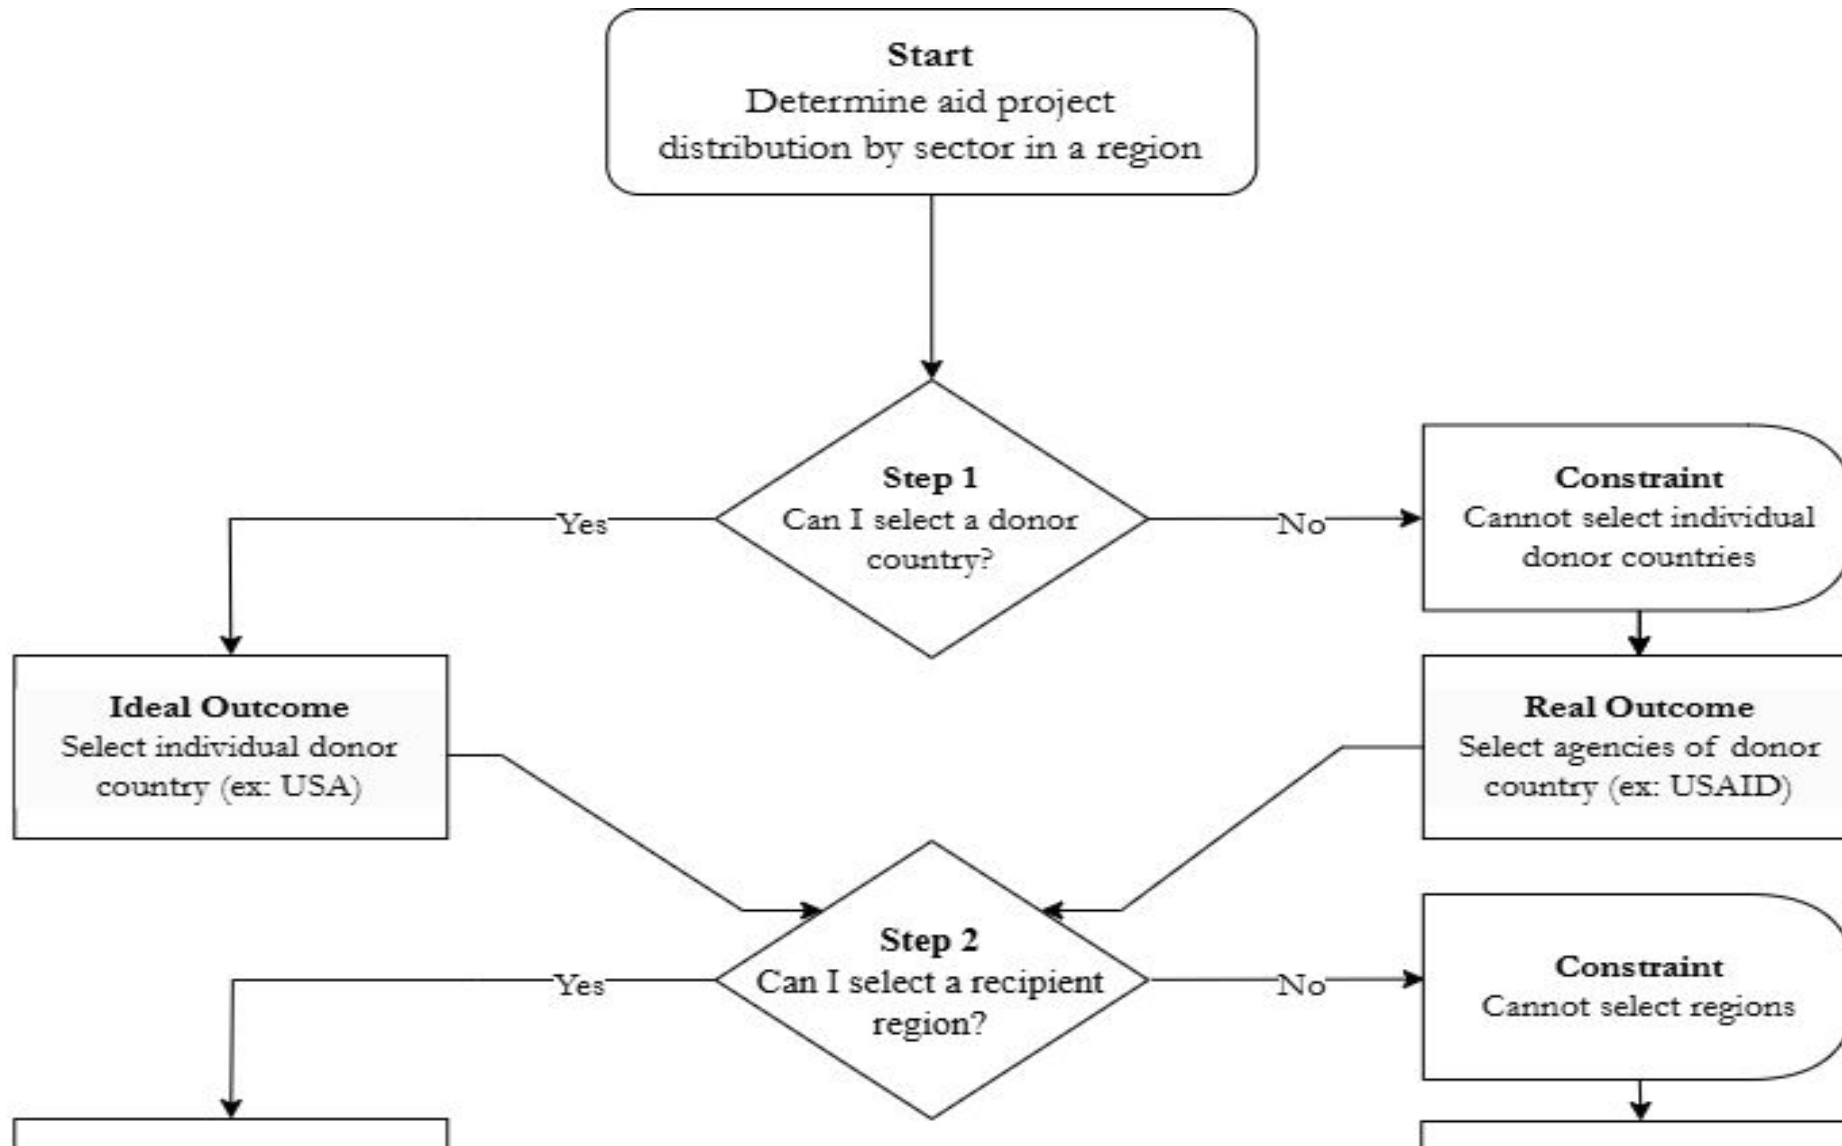 Start
Determine aid project
distribution by sector in a region
Step 1
Can I select a donor
country?
Yes
No
Constraint
Cannot select individual
donor countries
Ideal Outcome
Select individual donor
country (ex: USA)
Real Outcome
Select agencies of donor
country (ex: USAID)
Step 2
Can I select a recipient
region?
Yes
No
Constraint
Cannot select regions